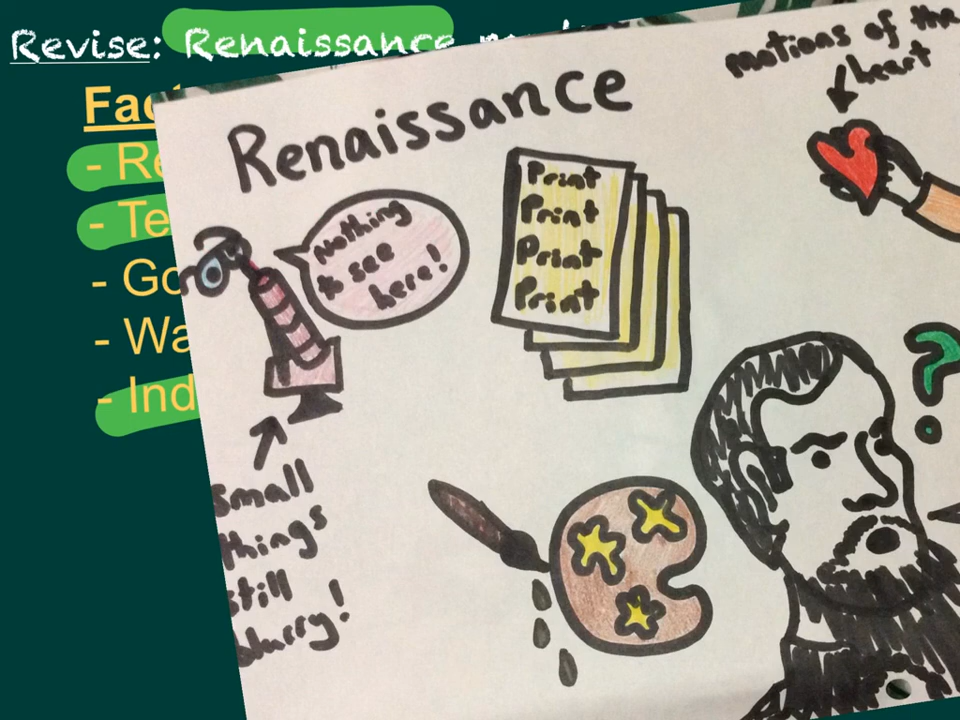 Revise: Renaissance
Fac
- Re
- Te
- Go
- Wa
- Ind
Renaissance
motions of the
heart
Nothing
to see
here!
Print
Print
Print
Print
?
Small
things
still
blurry!